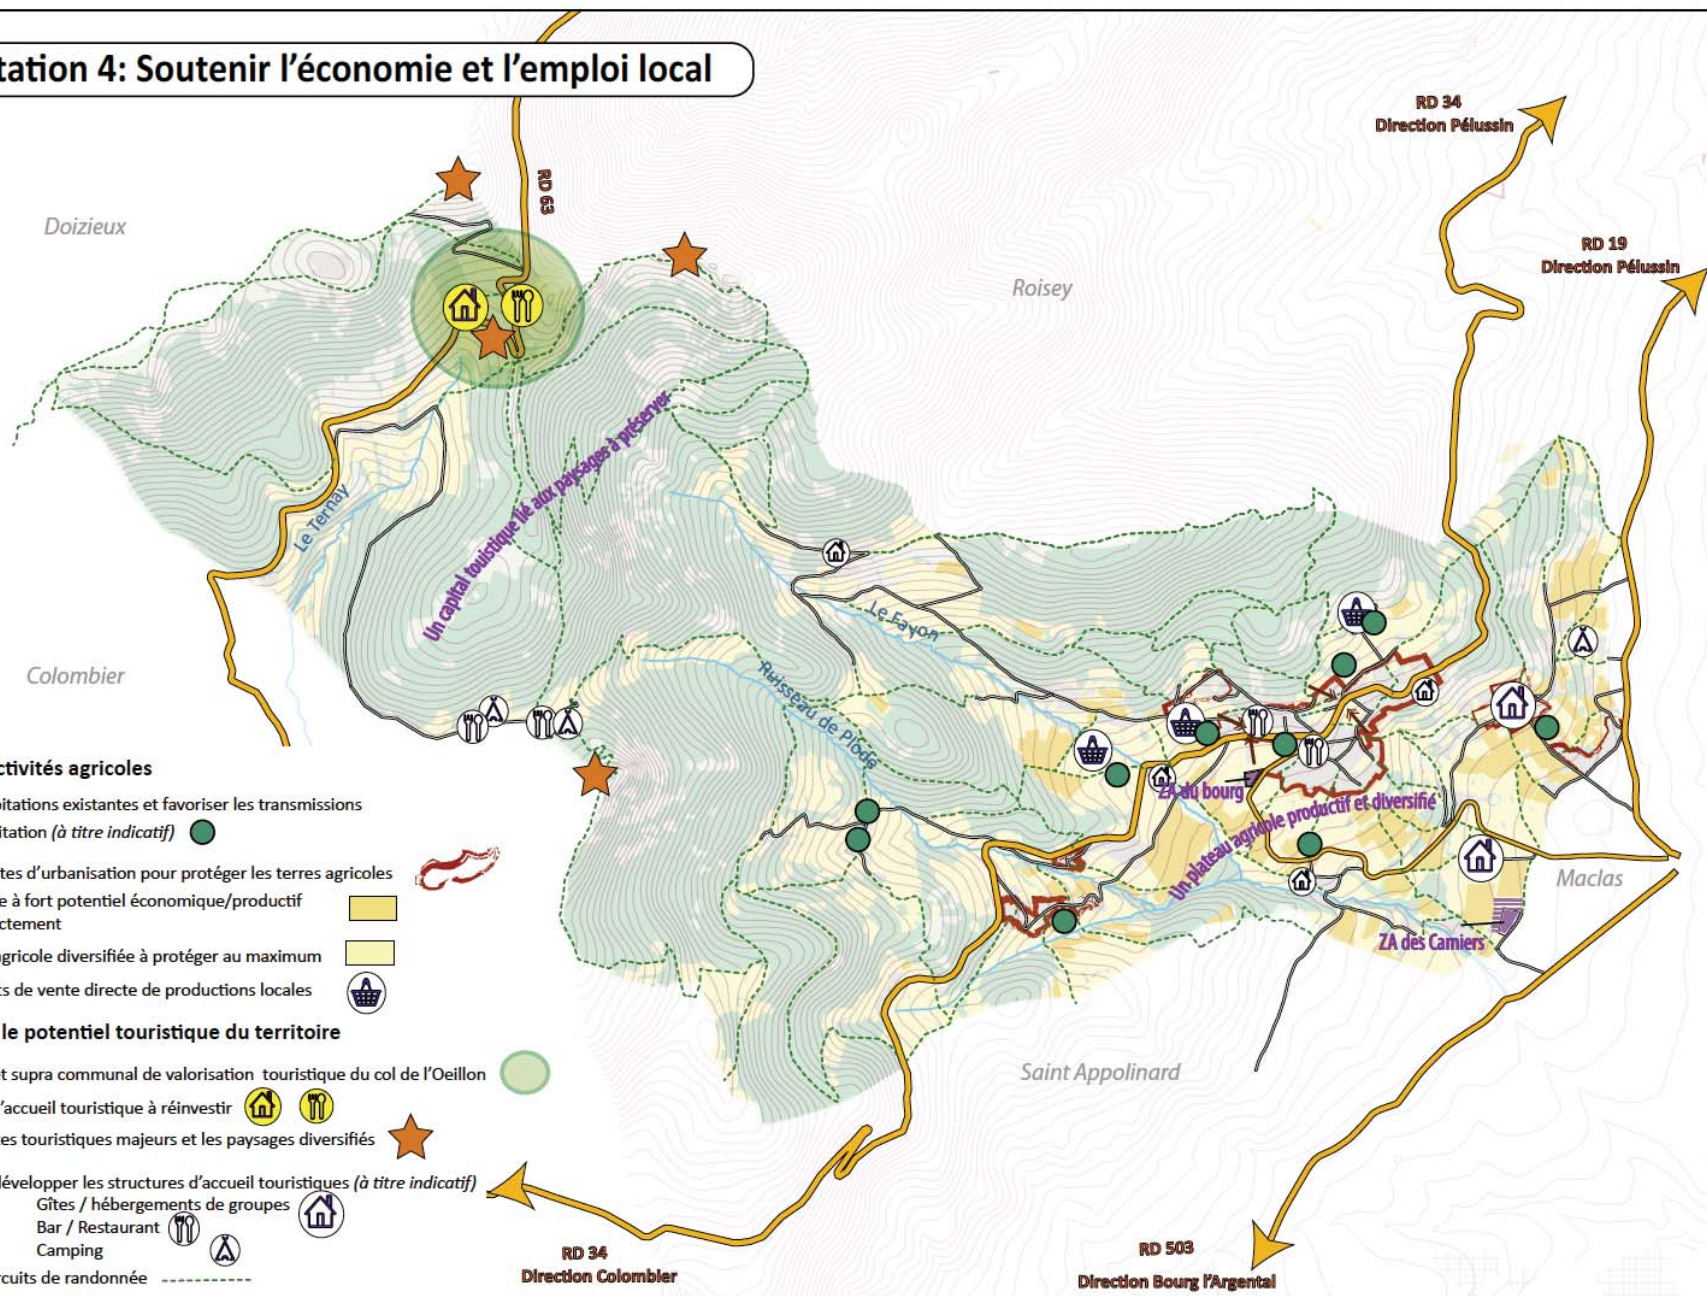 tation 4: Soutenir l'économie et l'emploi local
RD 34
Direction Pélussin
RD 63
Doizieux
RD 19
Direction Pélussin
Roisey
Un capital touistique lié aux paysages à préserver
Le Ternay
Le Fayon
Colombier
Ruisseau de Plode
ZA du bourg
Un plateau agricole productif et diversifié
Maclas
ZA des Camiers
Saint Appolinard
ctivités agricoles
oitations existantes et favoriser les transmissions
itation (à titre indicatif)
ites d'urbanisation pour protéger les terres agricoles
e à fort potentiel économique/productif
ctement
agricole diversifiée à protéger au maximum
ts de vente directe de productions locales
le potentiel touristique du territoire
et supra communal de valorisation touristique du col de l'Oeillon
'accueil touristique à réinvestir
tes touristiques majeurs et les paysages diversifiés
développer les structures d'accueil touristiques (à titre indicatif)
Gîtes / hébergements de groupes
Bar / Restaurant
Camping
rcuits de randonnée
RD 34
Direction Colombier
RD 503
Direction Bourg l'Argental